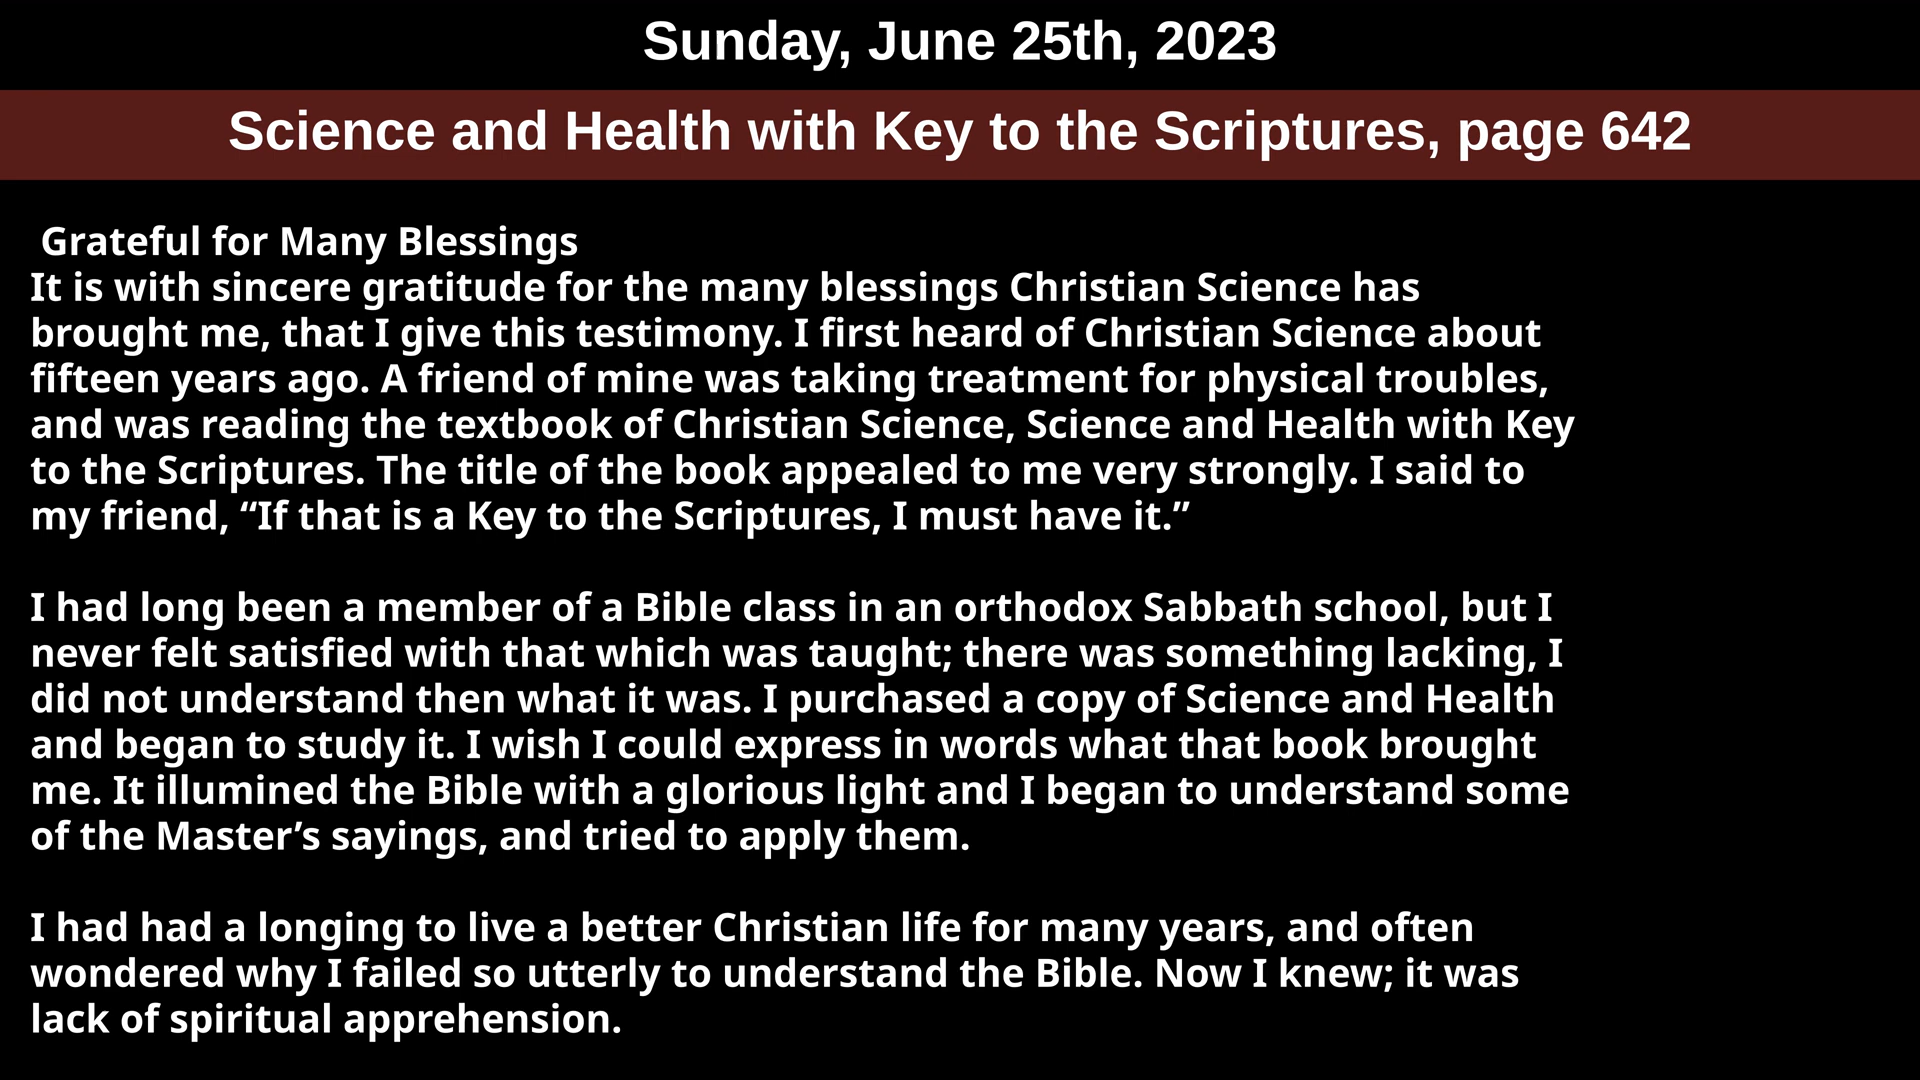 Sunday, June 25th, 2023
Science and Health with Key to the Scriptures, page 642
Grateful for Many Blessings
It is with sincere gratitude for the many blessings Christian Science has
brought me, that I give this testimony. I first heard of Christian Science about
fifteen years ago. A friend of mine was taking treatment for physical troubles,
and was reading the textbook of Christian Science, Science and Health with Key
to the Scriptures. The title of the book appealed to me very strongly. I said to
my friend, “If that is a Key to the Scriptures, I must have it.”
I had long been a member of a Bible class in an orthodox Sabbath school, but I
never felt satisfied with that which was taught; there was something lacking, I
did not understand then what it was. I purchased a copy of Science and Health
and began to study it. I wish I could express in words what that book brought
me. It illumined the Bible with a glorious light and I began to understand some
of the Master’s sayings, and tried to apply them.
I had had a longing to live a better Christian life for many years, and often
wondered why I failed so utterly to understand the Bible. Now I knew; it was
lack of spiritual apprehension.